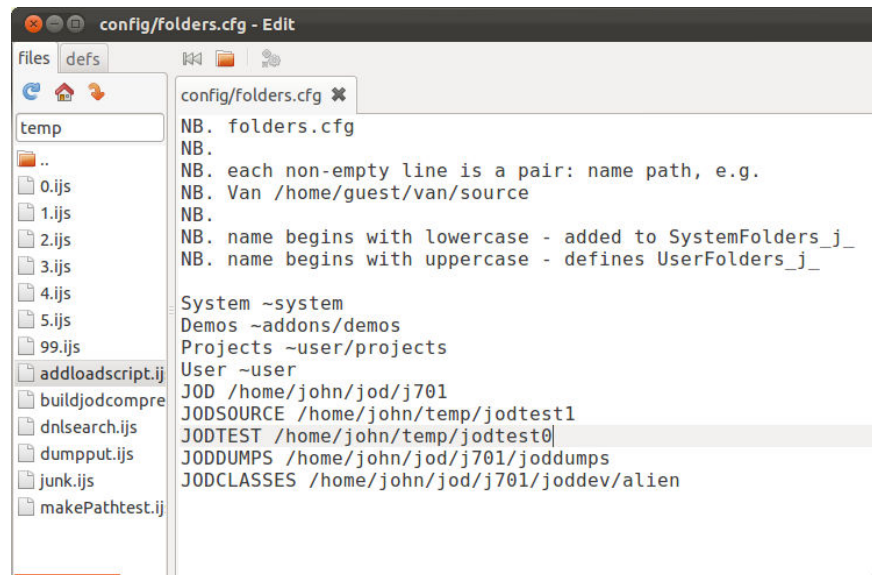 config/folders.cfg - Edit
files defs
config/folders.cfg
temp
..
0.ijs
1.ijs
2.ijs
3.ijs
4.ijs
5.ijs
99.ijs
addloadscript.ij
buildjodcompre
dnlsearch.ijs
dumpput.ijs
junk.ijs
makePathtest.ij
NB. folders.cfg
NB.
NB. each non-empty line is a pair: name path, e.g.
NB. Van /home/guest/van/source
NB.
NB. name begins with lowercase - added to SystemFolders_j_
NB. name begins with uppercase - defines UserFolders_j_
System ~system
Demos ~addons/demos
Projects ~user/projects
User ~user
JOD /home/john/jod/j701
JODSOURCE /home/john/temp/jodtest1
JODTEST /home/john/temp/jodtest0
JODDUMPS /home/john/jod/j701/joddumps
JODCLASSES /home/john/jod/j701/joddev/alien